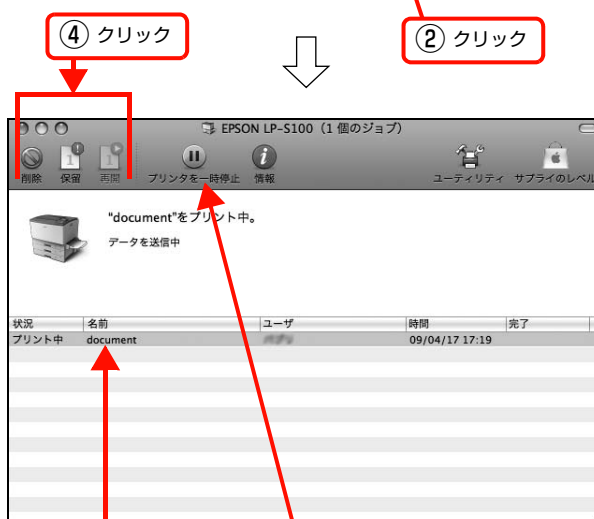 ④ クリック
② クリック
EPSON LP-S100（1 個のジョブ）
削除 保留 再開 プリンタを一時停止 情報 ユーティリティ サプライのレベル
"document"をプリント中。
データを送信中
状況 名前 ユーザ 時間 完了
プリント中 document 09/04/17 17:19